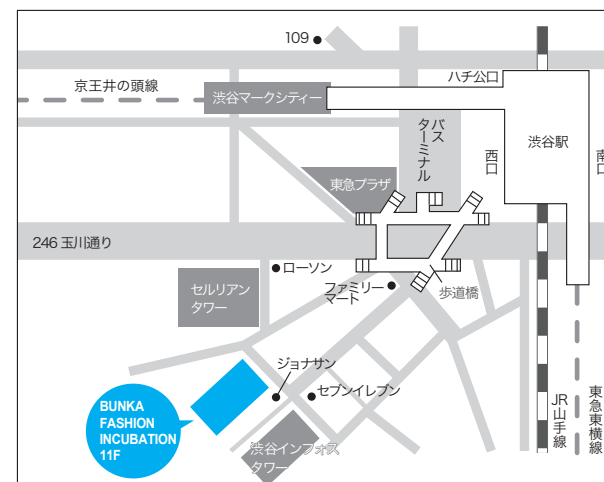 109
ハチ公口
京王井の頭線
渋谷マークシティー
バス
ターミナル
西口
渋谷駅
南口
東急プラザ
246 玉川通り
ローソン
セルリアン
タワー
ファミリー
マート
歩道橋
ジョナサン
セブンイレブン
BUNKA
FASHION
INCUBATION
11F
渋谷インフォス
タワー
JR
山手線
東急東横線